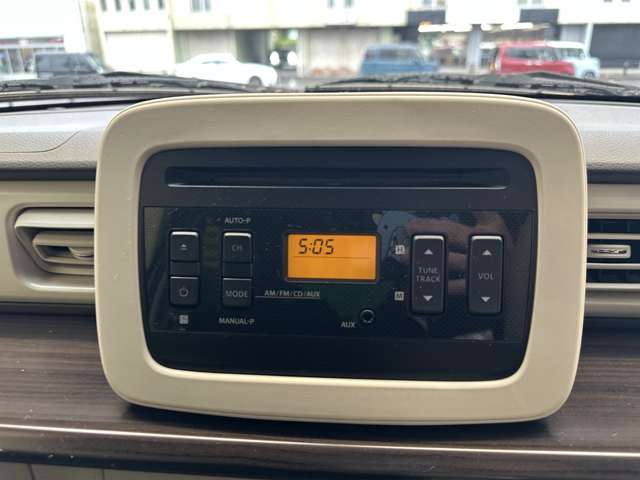 AUTO-P
CH
5:05
H
TUNE
TRACK
VOL
MODE
AM/FM/CD/AUX
M
MANUAL-P
AUX